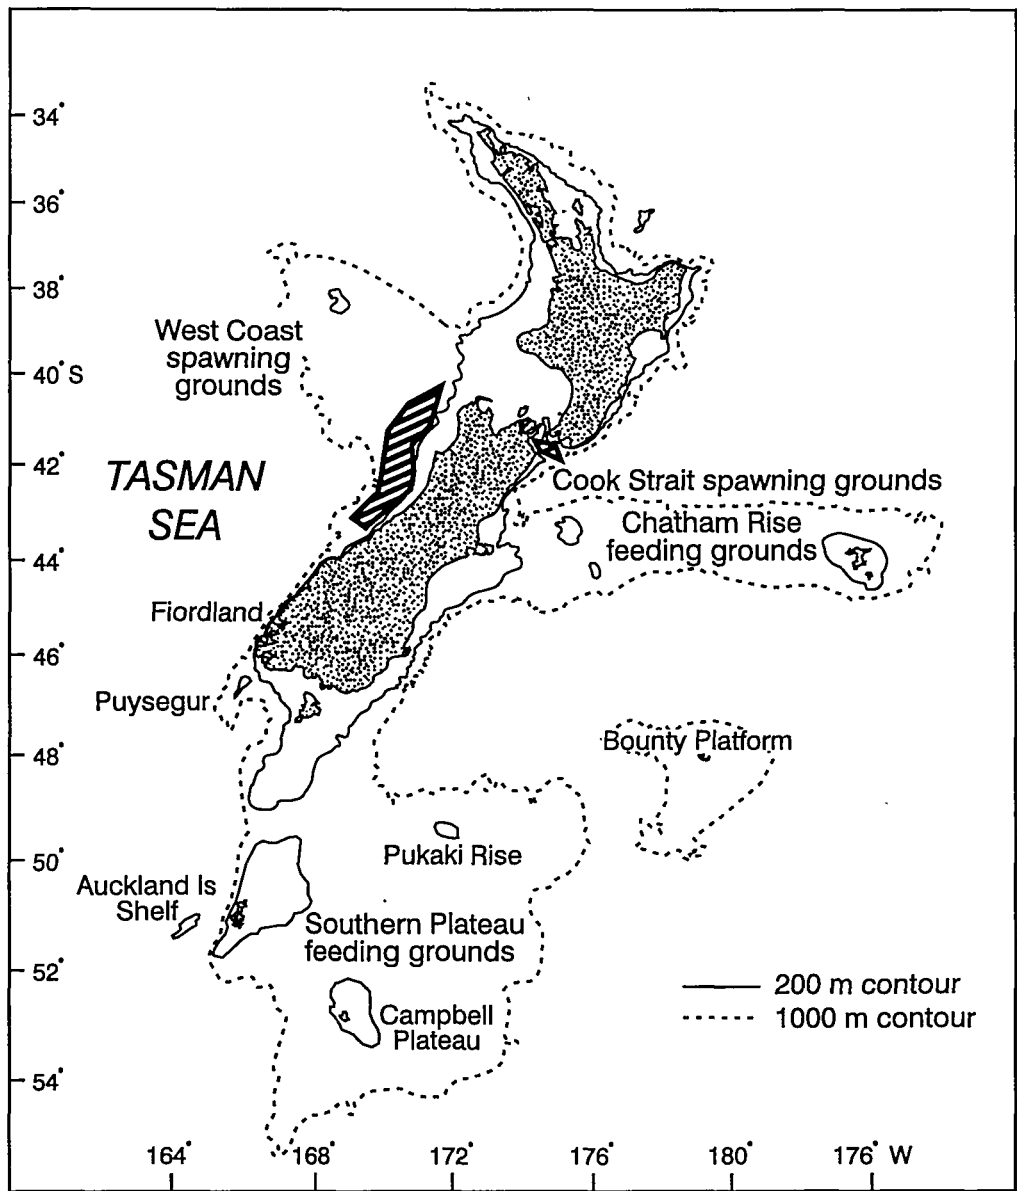 34°
36°
38°
40° S
42°
44°
46°
48°
50°
52°
54°
West Coast
spawning
grounds
TASMAN
SEA
Cook Strait spawning grounds
Chatham Rise
feeding grounds
Fiordland
Puysegur
Bounty Platform
Pukaki Rise
Auckland Is
Shelf
Southern Plateau
feeding grounds
Campbell
Plateau
200 m contour
1000 m contour
164° 168° 172° 176° 180° 176° W